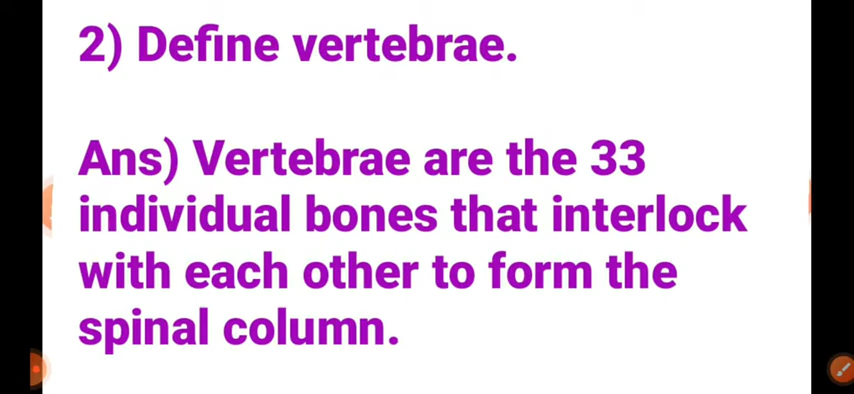 2) Define vertebrae.
Ans) Vertebrae are the 33
individual bones that interlock
with each other to form the
spinal column.